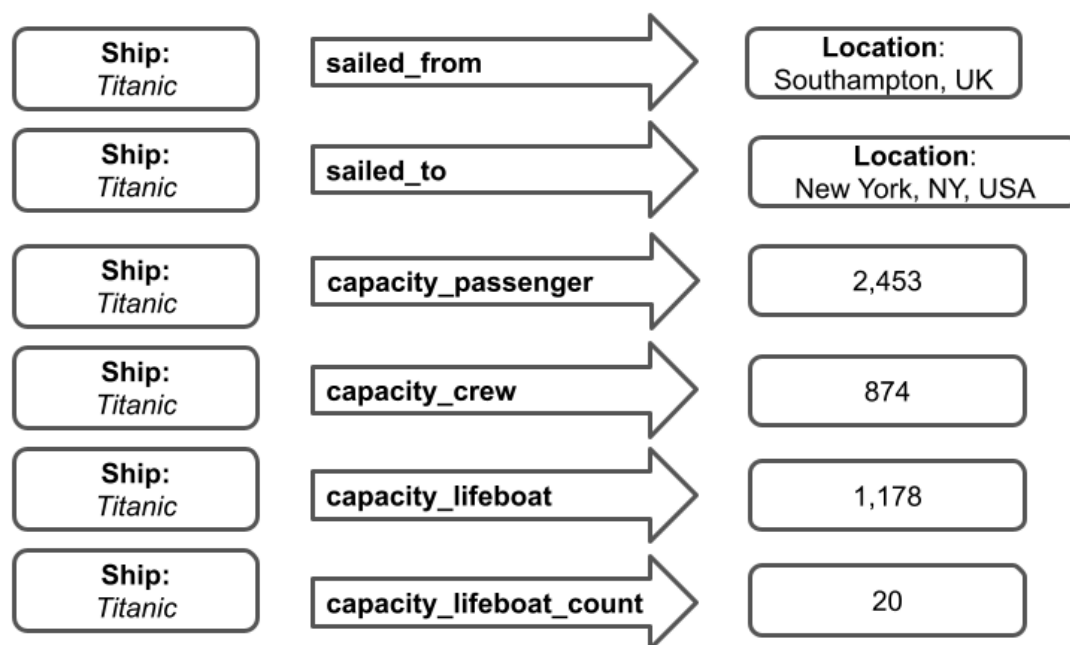 Ship:
Titanic
sailed_from
Location:
Southampton, UK
Ship:
Titanic
sailed_to
Location:
New York, NY, USA
Ship:
Titanic
capacity_passenger
2,453
Ship:
Titanic
capacity_crew
874
Ship:
Titanic
capacity_lifeboat
1,178
Ship:
Titanic
capacity_lifeboat_count
20